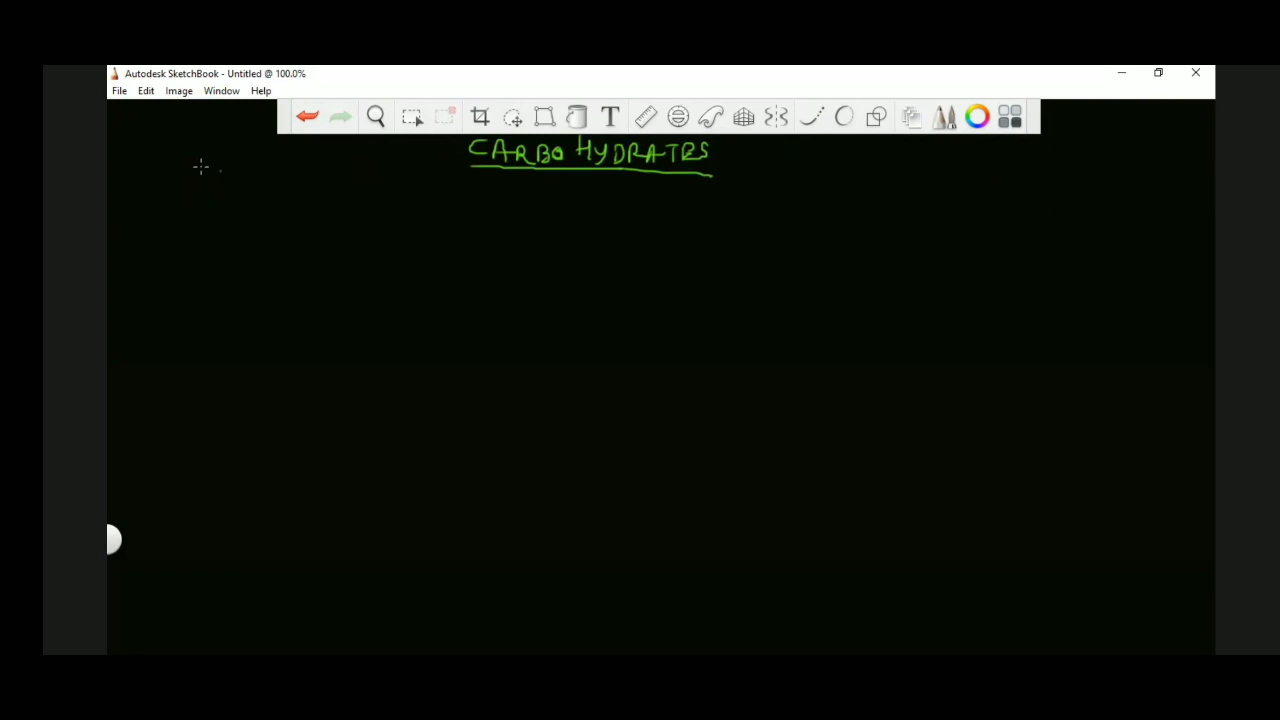 Autodesk SketchBook - Untitled @ 100.0%
File Edit Image Window Help
T
CARBOHYDRATES